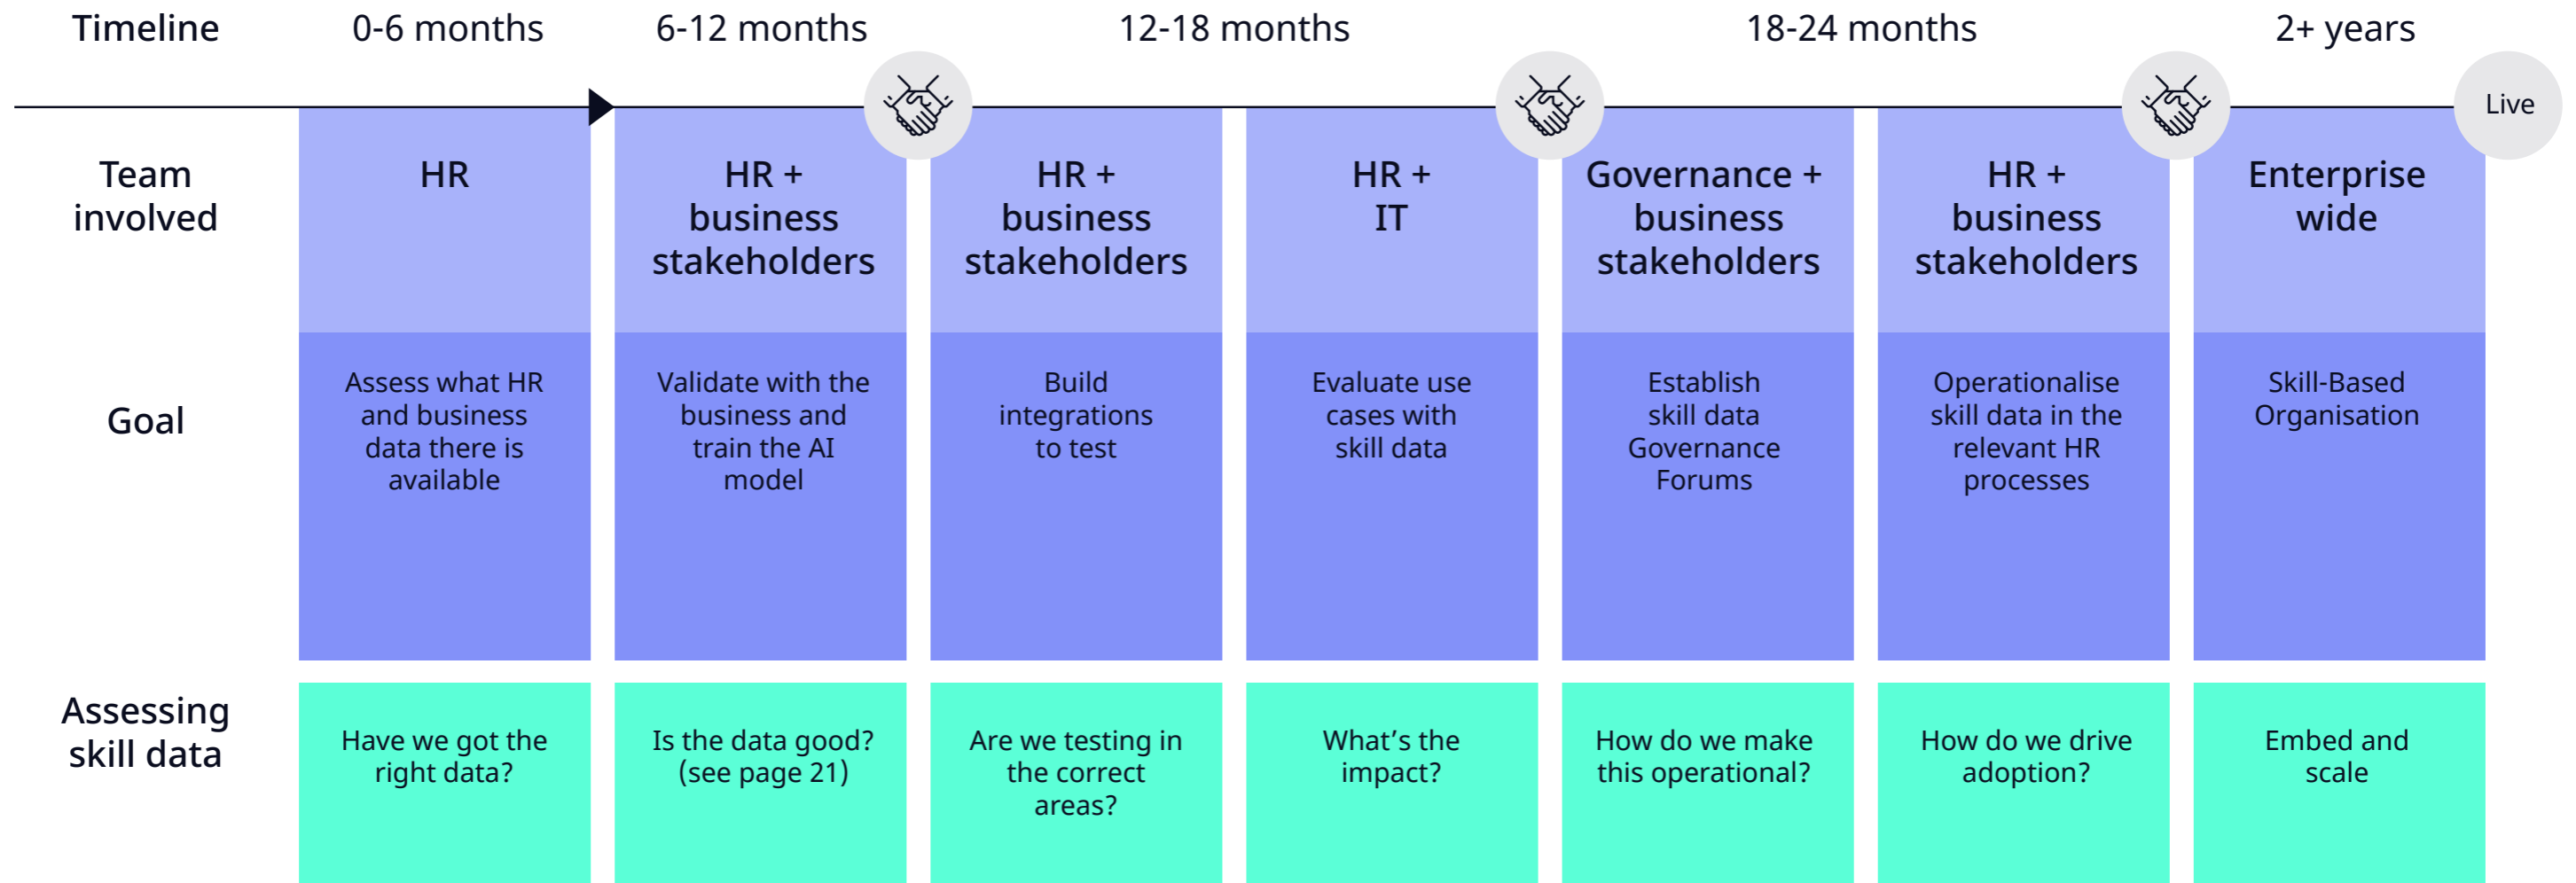 Timeline
0-6 months
6-12 months
12-18 months
18-24 months
2+ years
Live
Team
involved
HR
HR +
business
stakeholders
HR +
business
stakeholders
HR +
IT
Governance +
business
stakeholders
HR +
business
stakeholders
Enterprise
wide
Goal
Assess what HR
and business
data there is
available
Validate with the
business and
train the AI
model
Build
integrations
to test
Evaluate use
cases with
skill data
Establish
skill data
Governance
Forums
Operationalise
skill data in the
relevant HR
processes
Skill-Based
Organisation
Assessing
skill data
Have we got the
right data?
Is the data good?
(see page 21)
Are we testing in
the correct
areas?
What’s the
impact?
How do we make
this operational?
How do we drive
adoption?
Embed and
scale